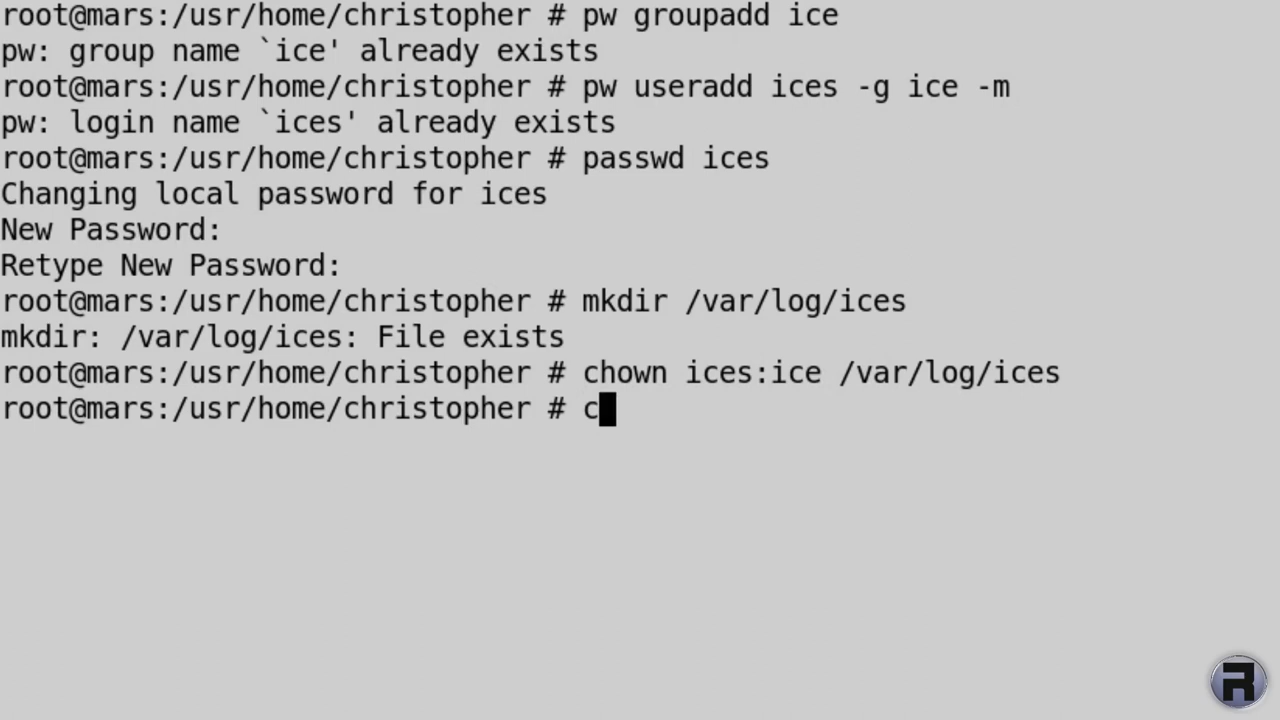 root@mars:/usr/home/christopher # pw groupadd ice
pw: group name `ice' already exists
root@mars:/usr/home/christopher # pw useradd ices -g ice -m
pw: login name `ices' already exists
root@mars:/usr/home/christopher # passwd ices
Changing local password for ices
New Password:
Retype New Password:
root@mars:/usr/home/christopher # mkdir /var/log/ices
mkdir: /var/log/ices: File exists
root@mars:/usr/home/christopher # chown ices:ice /var/log/ices
root@mars:/usr/home/christopher # c
R